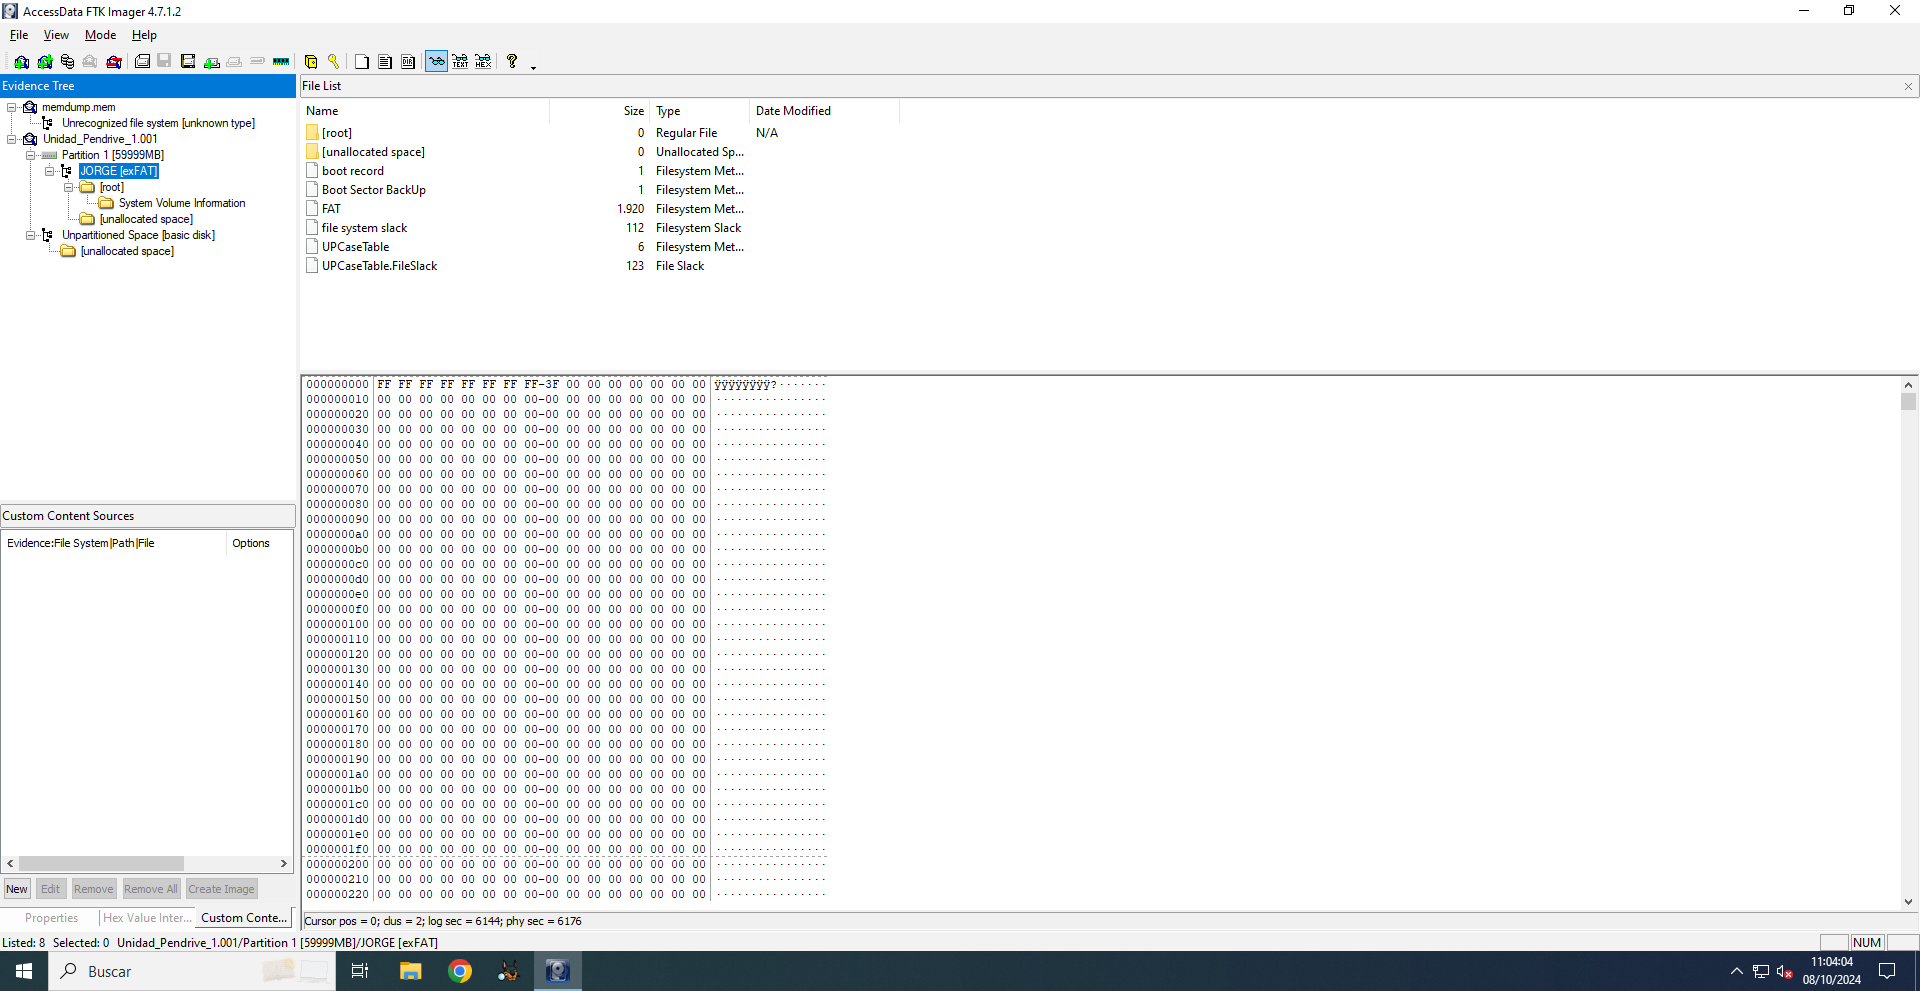 AccessData FTK Imager 4.7.1.2
File View Mode Help
Evidence Tree
memdump.mem
Unrecognized file system [unknown type]
Unidad_Pendrive_1.001
Partition 1 [59999MB]
JORGE [exFAT]
[root]
System Volume Information
[unallocated space]
Unpartitioned Space [basic disk]
[unallocated space]
File List
Name Size Type Date Modified
[root] 0 Regular File N/A
[unallocated space] 0 Unallocated Sp...
boot record 1 Filesystem Met...
Boot Sector BackUp 1 Filesystem Met...
FAT 1.920 Filesystem Met...
file system slack 112 Filesystem Slack
UPCaseTable 6 Filesystem Met...
UPCaseTable.FileSlack 123 File Slack
000000000 FF FF FF FF FF FF FF FF-3F 00 00 00 00 00 00 00 ÿÿÿÿÿÿÿÿ?·······
000000010 00 00 00 00 00 00 00 00-00 00 00 00 00 00 00 00 ················
000000020 00 00 00 00 00 00 00 00-00 00 00 00 00 00 00 00 ················
000000030 00 00 00 00 00 00 00 00-00 00 00 00 00 00 00 00 ················
000000040 00 00 00 00 00 00 00 00-00 00 00 00 00 00 00 00 ················
000000050 00 00 00 00 00 00 00 00-00 00 00 00 00 00 00 00 ················
000000060 00 00 00 00 00 00 00 00-00 00 00 00 00 00 00 00 ················
000000070 00 00 00 00 00 00 00 00-00 00 00 00 00 00 00 00 ················
000000080 00 00 00 00 00 00 00 00-00 00 00 00 00 00 00 00 ················
000000090 00 00 00 00 00 00 00 00-00 00 00 00 00 00 00 00 ················
0000000a0 00 00 00 00 00 00 00 00-00 00 00 00 00 00 00 00 ················
0000000b0 00 00 00 00 00 00 00 00-00 00 00 00 00 00 00 00 ················
0000000c0 00 00 00 00 00 00 00 00-00 00 00 00 00 00 00 00 ················
0000000d0 00 00 00 00 00 00 00 00-00 00 00 00 00 00 00 00 ················
0000000e0 00 00 00 00 00 00 00 00-00 00 00 00 00 00 00 00 ················
0000000f0 00 00 00 00 00 00 00 00-00 00 00 00 00 00 00 00 ················
000000100 00 00 00 00 00 00 00 00-00 00 00 00 00 00 00 00 ················
000000110 00 00 00 00 00 00 00 00-00 00 00 00 00 00 00 00 ················
000000120 00 00 00 00 00 00 00 00-00 00 00 00 00 00 00 00 ················
000000130 00 00 00 00 00 00 00 00-00 00 00 00 00 00 00 00 ················
000000140 00 00 00 00 00 00 00 00-00 00 00 00 00 00 00 00 ················
000000150 00 00 00 00 00 00 00 00-00 00 00 00 00 00 00 00 ················
000000160 00 00 00 00 00 00 00 00-00 00 00 00 00 00 00 00 ················
000000170 00 00 00 00 00 00 00 00-00 00 00 00 00 00 00 00 ················
000000180 00 00 00 00 00 00 00 00-00 00 00 00 00 00 00 00 ················
000000190 00 00 00 00 00 00 00 00-00 00 00 00 00 00 00 00 ················
0000001a0 00 00 00 00 00 00 00 00-00 00 00 00 00 00 00 00 ················
0000001b0 00 00 00 00 00 00 00 00-00 00 00 00 00 00 00 00 ················
0000001c0 00 00 00 00 00 00 00 00-00 00 00 00 00 00 00 00 ················
0000001d0 00 00 00 00 00 00 00 00-00 00 00 00 00 00 00 00 ················
0000001e0 00 00 00 00 00 00 00 00-00 00 00 00 00 00 00 00 ················
0000001f0 00 00 00 00 00 00 00 00-00 00 00 00 00 00 00 00 ················
000000200 00 00 00 00 00 00 00 00-00 00 00 00 00 00 00 00 ················
000000210 00 00 00 00 00 00 00 00-00 00 00 00 00 00 00 00 ················
000000220 00 00 00 00 00 00 00 00-00 00 00 00 00 00 00 00 ················
Cursor pos = 0; clus = 2; log sec = 6144; phy sec = 6176
Custom Content Sources
Evidence:File System|Path|File Options
New Edit Remove Remove All Create Image
Properties Hex Value Inter... Custom Conte...
Listed: 8 Selected: 0 Unidad_Pendrive_1.001/Partition 1 [59999MB]/JORGE [exFAT]
NUM
Buscar
11:04:04
08/10/2024